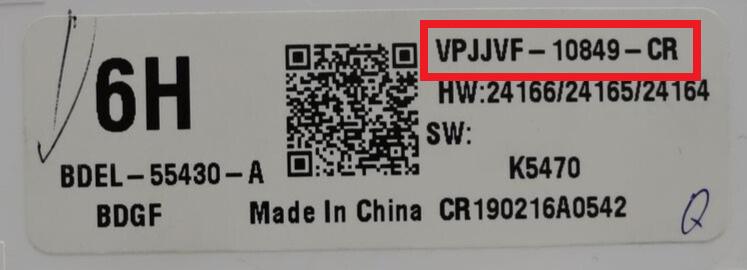 6H
BDEL-55430-A
BDGF
VPJJVF-10849-CR
HW:24166/24165/24164
SW:
K5470
Made In China CR190216A0542
Q